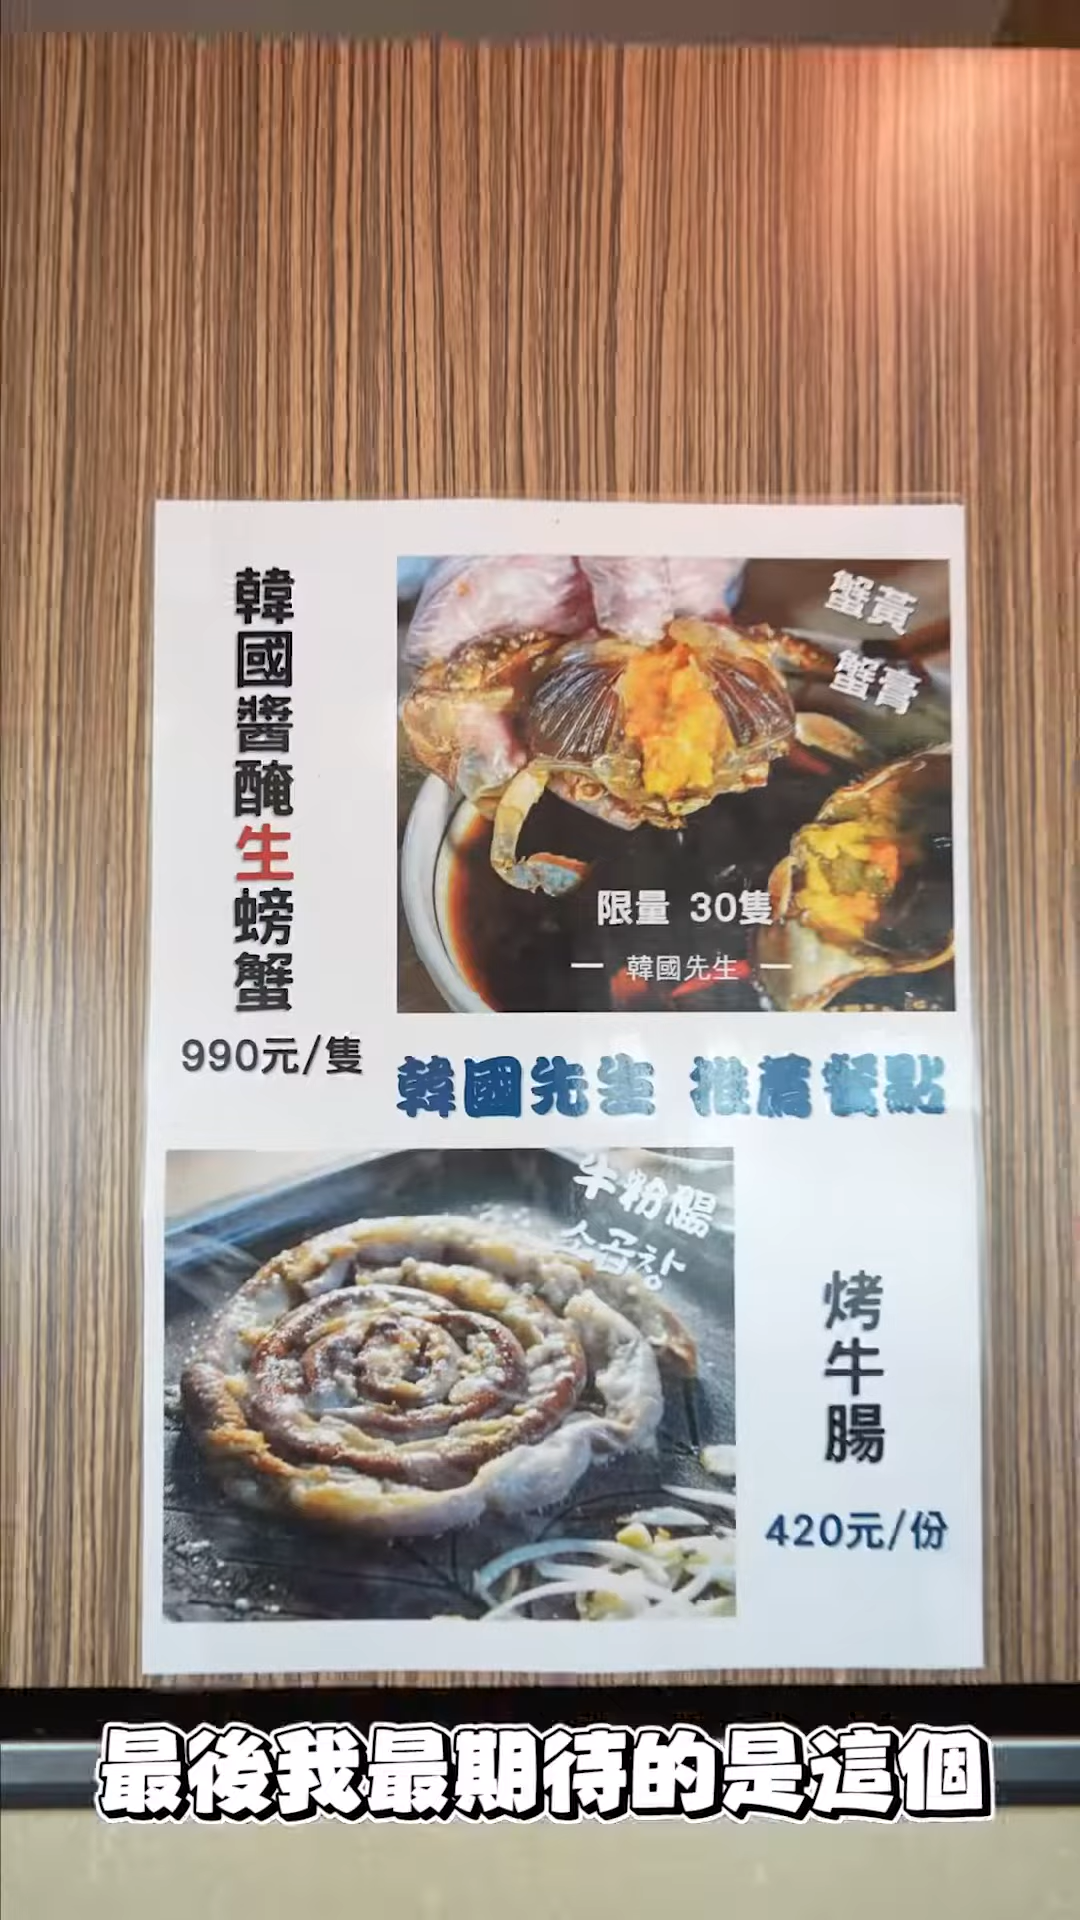 韓國醬醃生螃蟹
990元/隻
蟹黃
蟹膏
限量 30隻
一 韓國先生 一
韓國先生 推薦餐點
牛粉腸
소곱창
烤牛腸
420元/份
最後我最期待的是這個